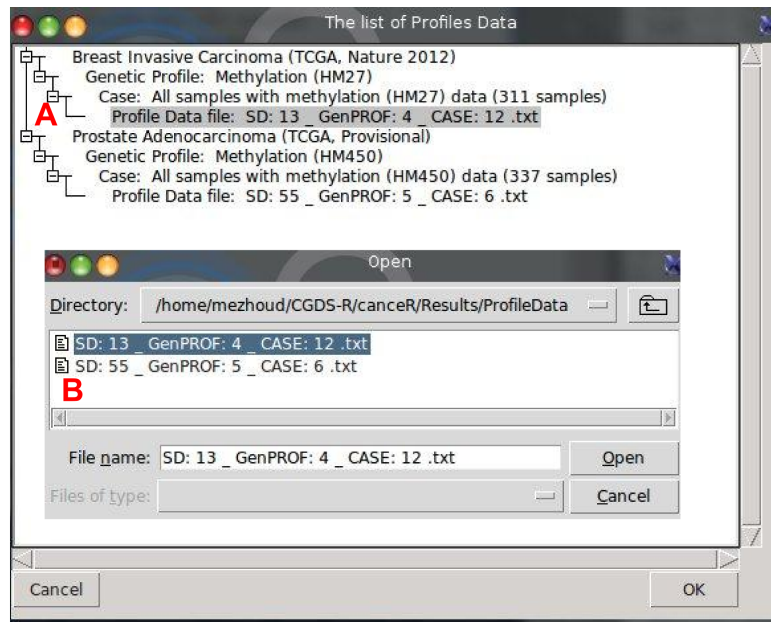 The list of Profiles Data
Breast Invasive Carcinoma (TCGA, Nature 2012)
Genetic Profile: Methylation (HM27)
Case: All samples with methylation (HM27) data (311 samples)
A
Profile Data file: SD: 13 _ GenPROF: 4 _ CASE: 12 .txt
Prostate Adenocarcinoma (TCGA, Provisional)
Genetic Profile: Methylation (HM450)
Case: All samples with methylation (HM450) data (337 samples)
Profile Data file: SD: 55 _ GenPROF: 5 _ CASE: 6 .txt
Open
Directory: /home/mezhoud/CGDS-R/canceR/Results/ProfileData
SD: 13 _ GenPROF: 4 _ CASE: 12 .txt
SD: 55 _ GenPROF: 5 _ CASE: 6 .txt
B
File name: SD: 13 _ GenPROF: 4 _ CASE: 12 .txt Open
Files of type: Cancel
Cancel OK